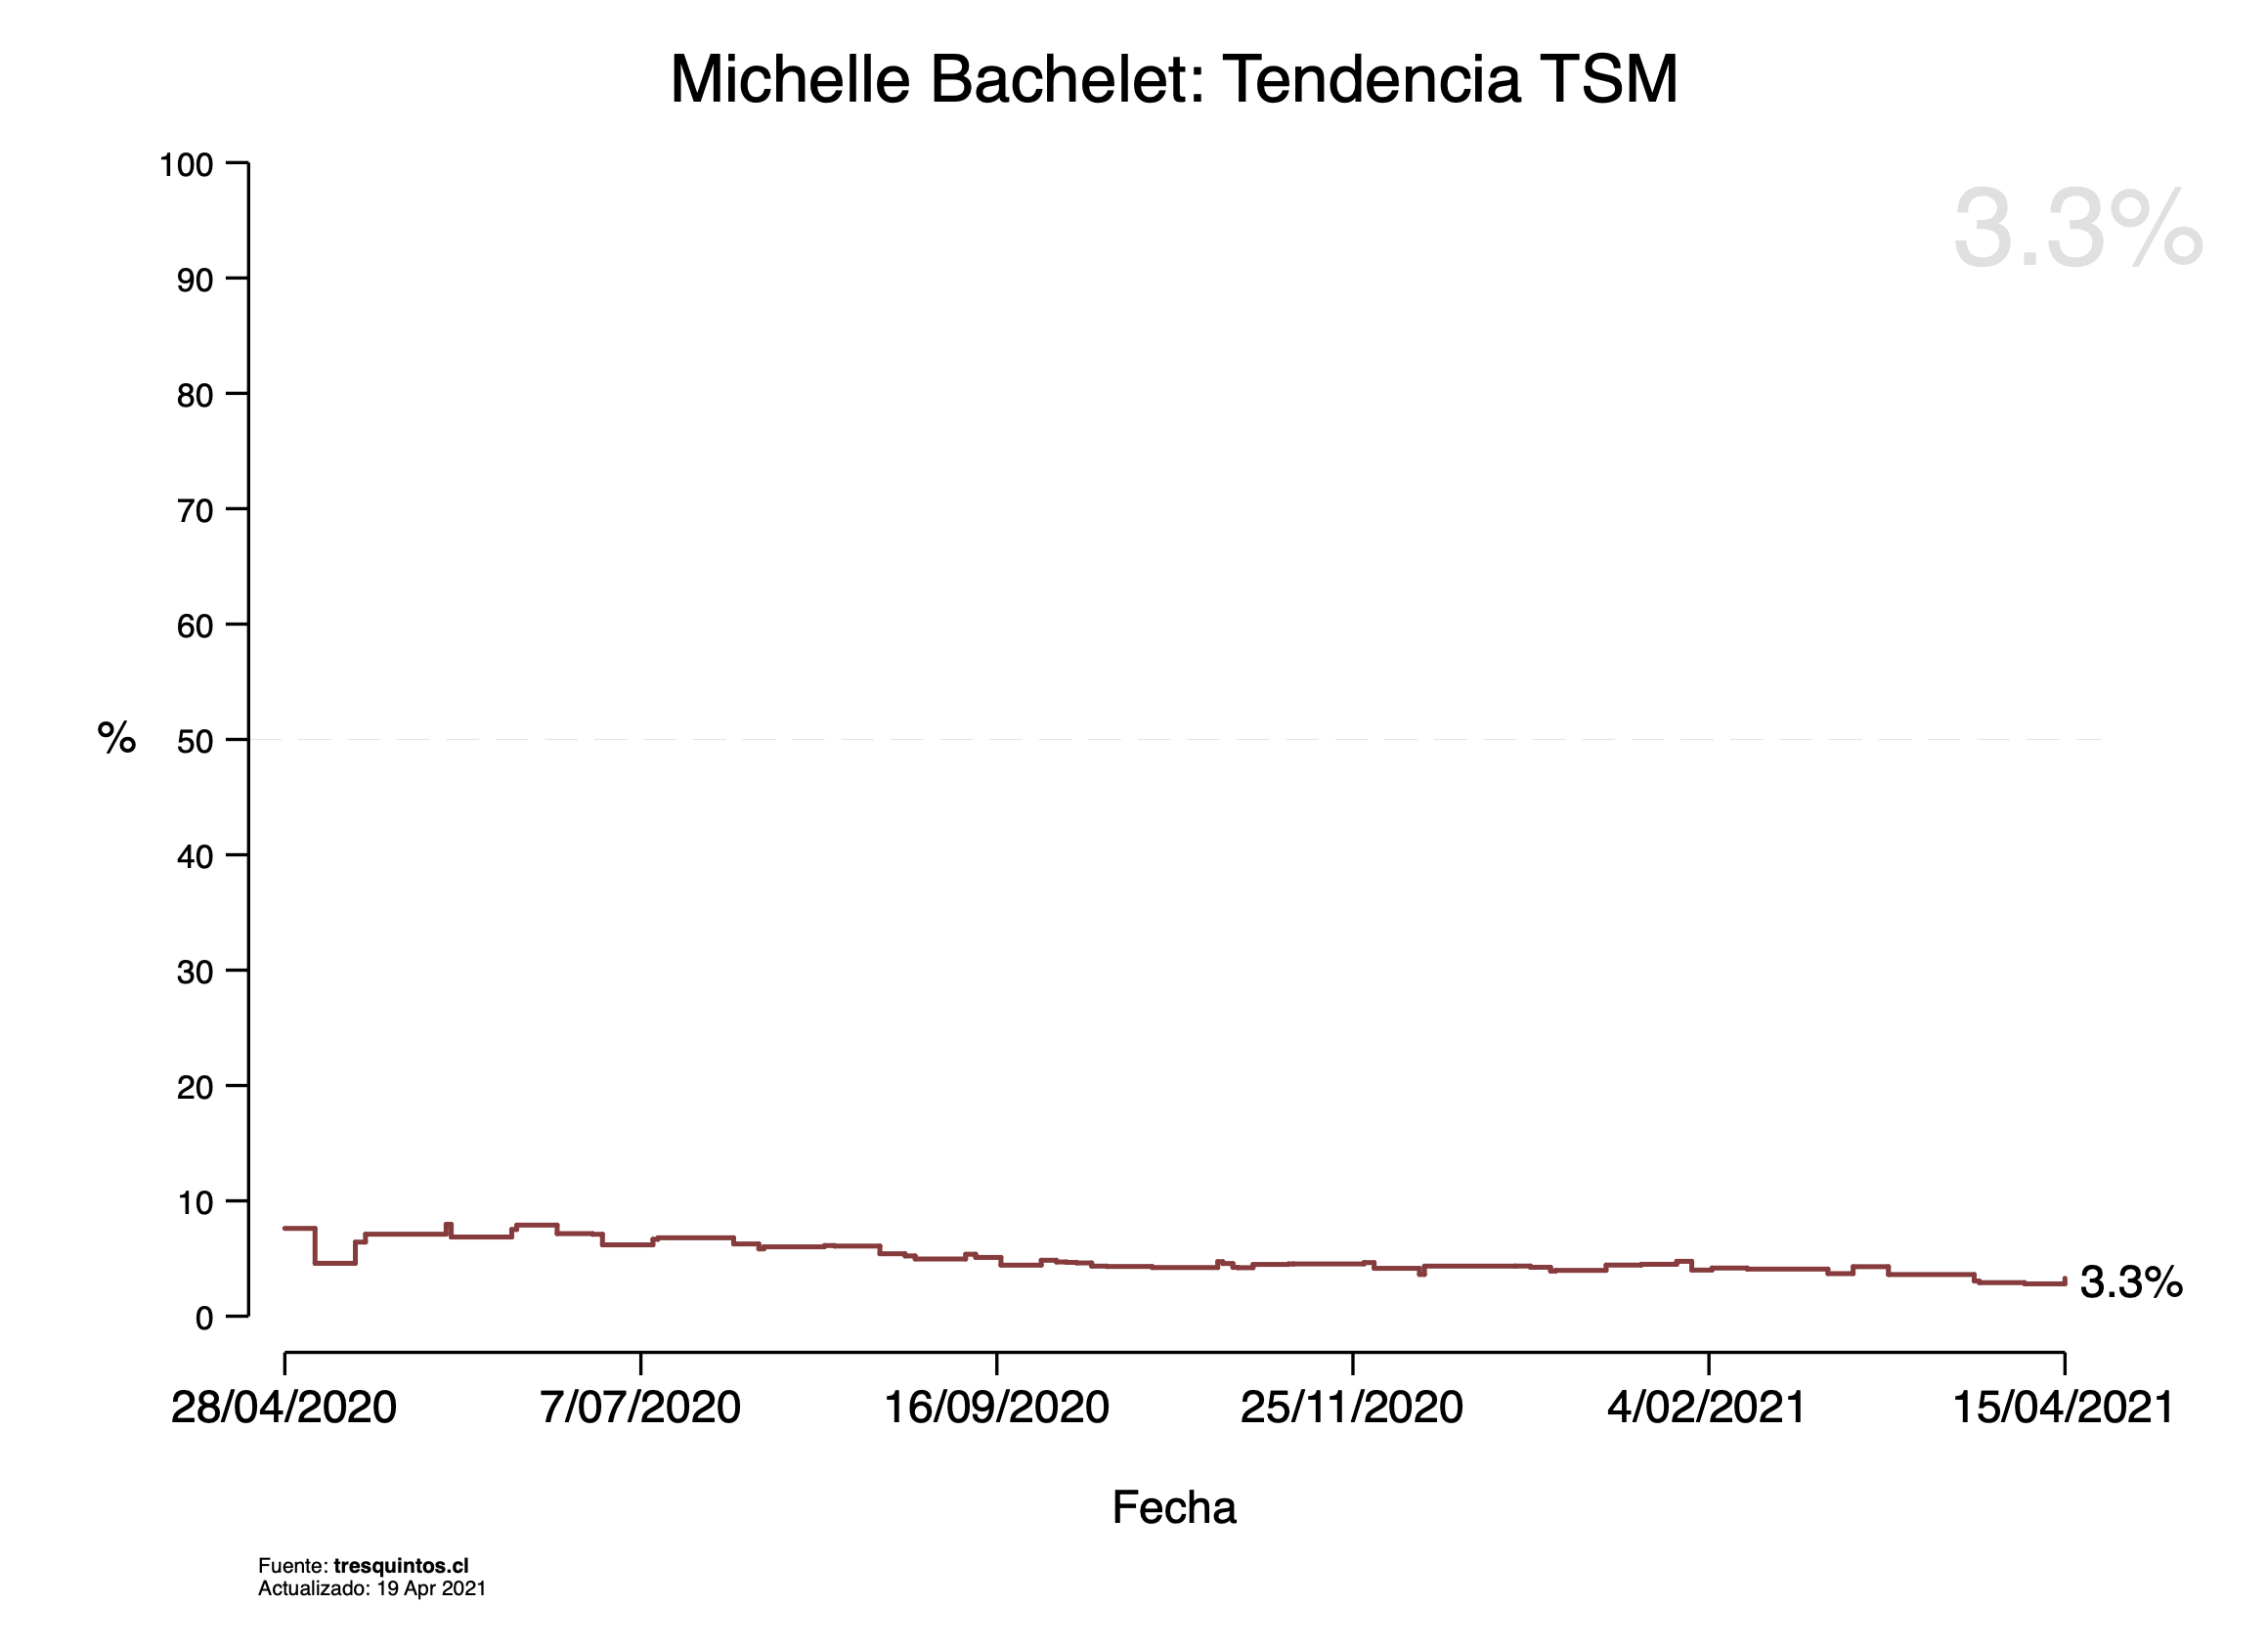 Michelle Bachelet: Tendencia TSM
3.3%
100
90
80
70
60
% 50
40
30
20
10
0
3.3%
28/04/2020 7/07/2020 16/09/2020 25/11/2020 4/02/2021 15/04/2021
Fecha
Fuente: tresquintos.cl
Actualizado: 19 Apr 2021